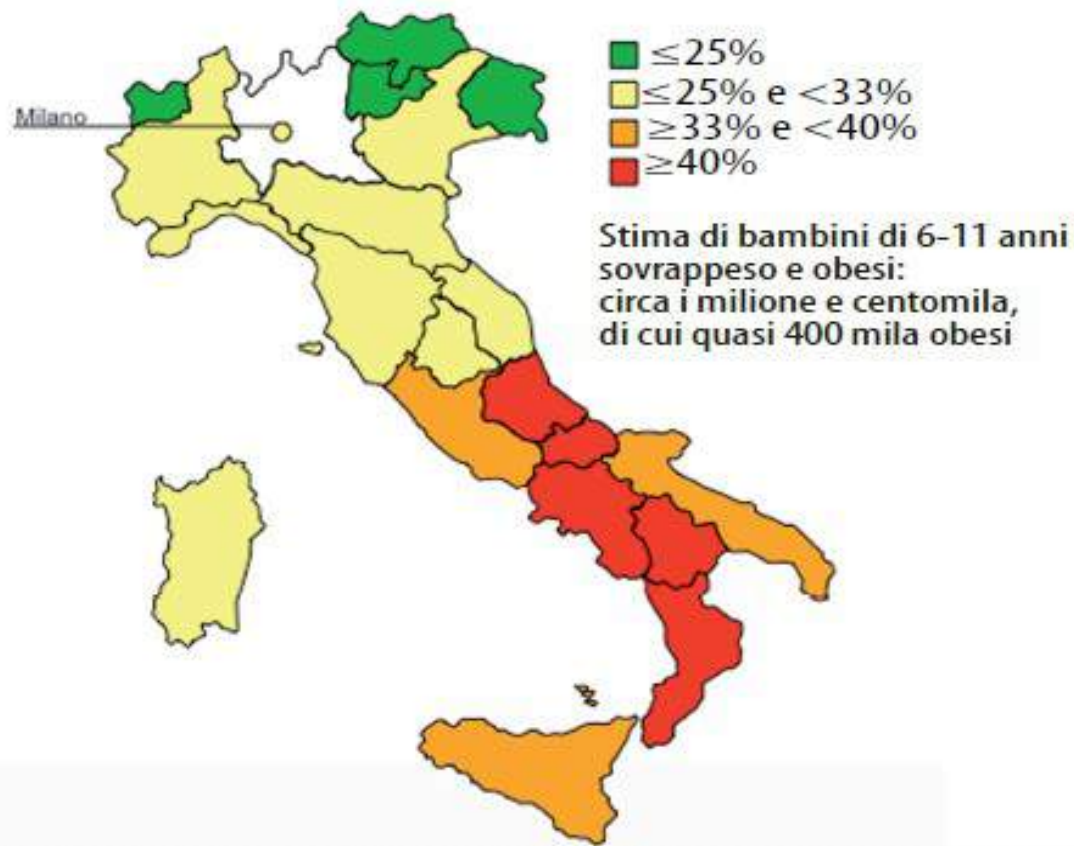 Milano
≤25%
≤25% e <33%
≥33% e <40%
≥40%
Stima di bambini di 6-11 anni
sovrappeso e obesi:
circa i milione e centomila,
di cui quasi 400 mila obesi